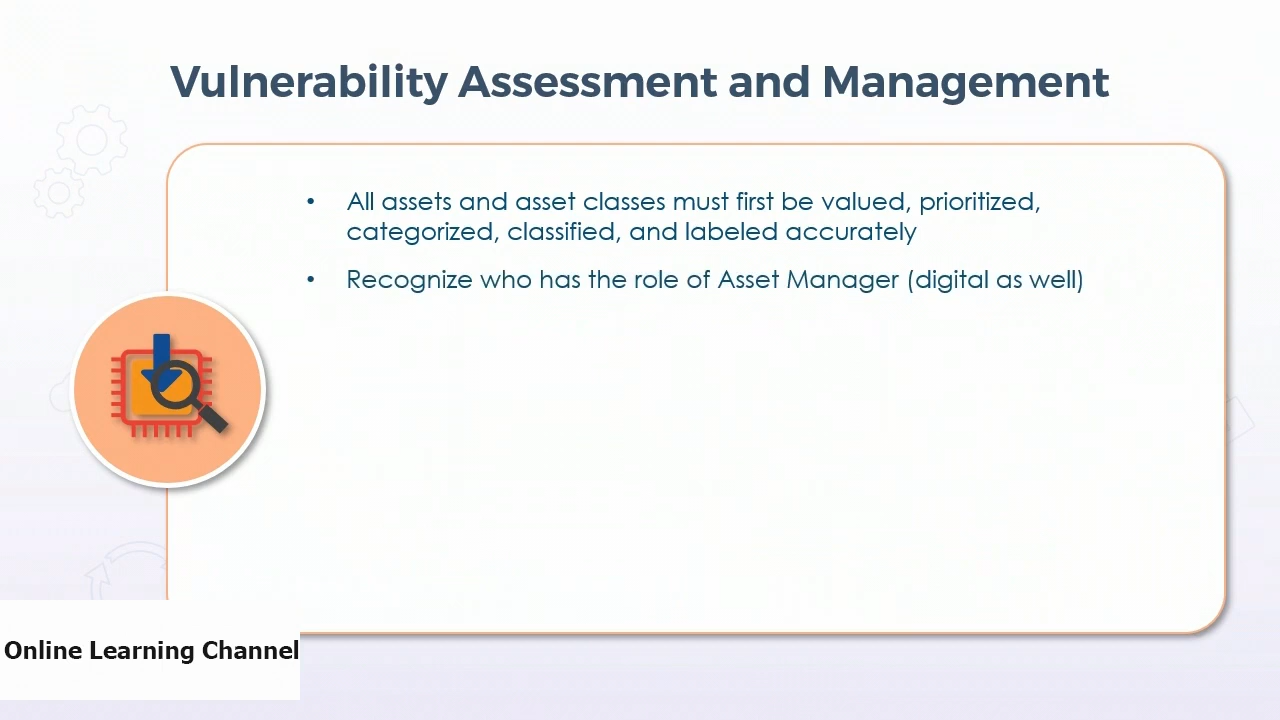 Vulnerability Assessment and Management
• All assets and asset classes must first be valued, prioritized,
categorized, classified, and labeled accurately
• Recognize who has the role of Asset Manager (digital as well)
Online Learning Channel